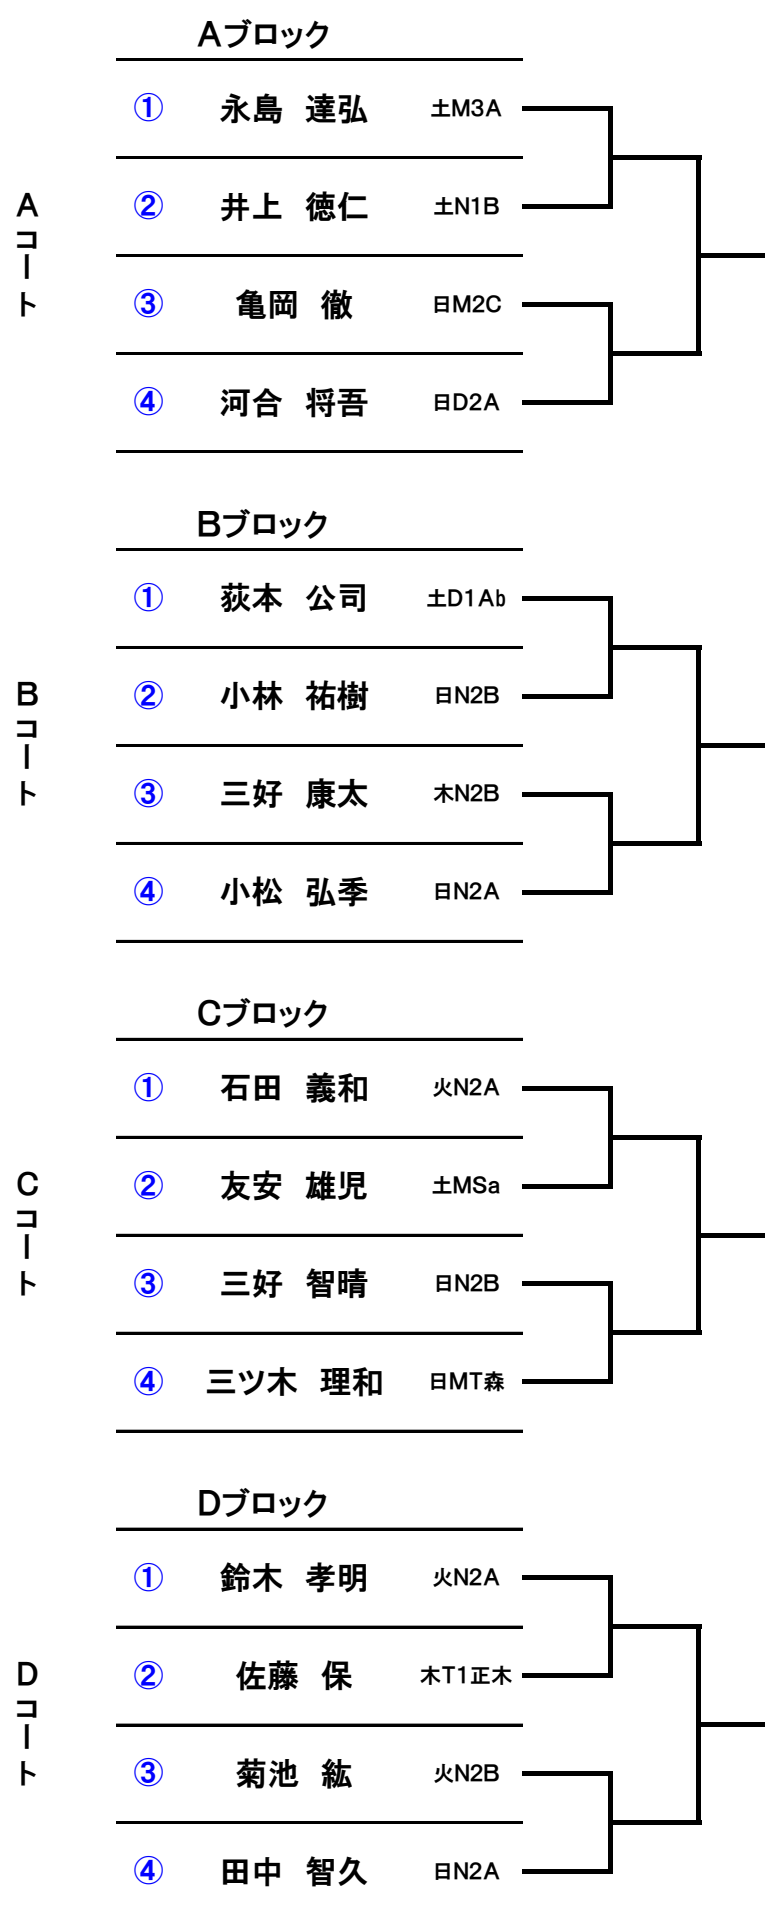 Aブロック
① 永島 達弘 土M3A
② 井上 徳仁 土N1B
Aコート
③ 亀岡 徹 日M2C
④ 河合 将吾 日D2A
Bブロック
① 荻本 公司 土D1Ab
② 小林 祐樹 日N2B
Bコート
③ 三好 康太 木N2B
④ 小松 弘季 日N2A
Cブロック
① 石田 義和 火N2A
② 友安 雄児 土MSa
Cコート
③ 三好 智晴 日N2B
④ 三ツ木 理和 日MT森
Dブロック
① 鈴木 孝明 火N2A
② 佐藤 保 木T1正木
Dコート
③ 菊池 紘 火N2B
④ 田中 智久 日N2A